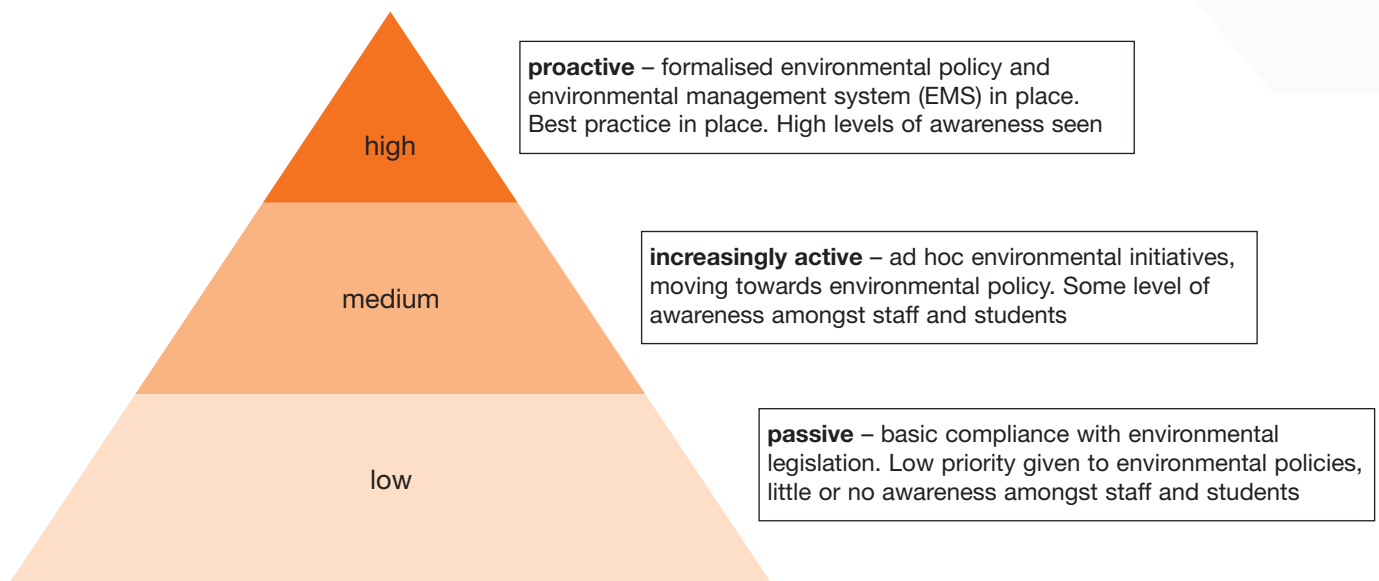 proactive – formalised environmental policy and
environmental management system (EMS) in place.
Best practice in place. High levels of awareness seen
high
increasingly active – ad hoc environmental initiatives,
moving towards environmental policy. Some level of
awareness amongst staff and students
medium
passive – basic compliance with environmental
legislation. Low priority given to environmental policies,
little or no awareness amongst staff and students
low